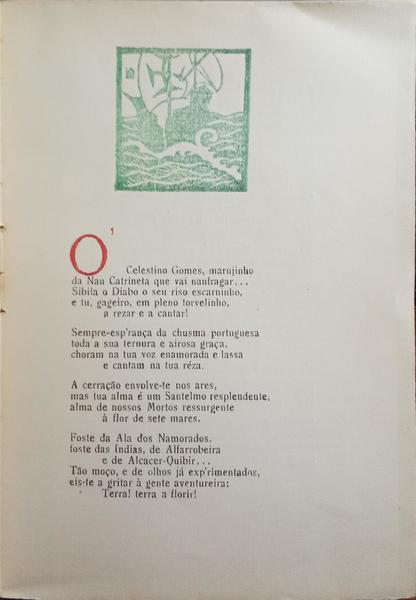 Ó Celestino Gomes, marujinho
da Nau Catrineta que vai naufragar...
Sibila o Diabo o seu riso escarninho,
e tu, gageiro, em pleno torvelinho,
a rezar e a cantar!
Sempre-esp'rança da chusma portuguesa
toda a sua ternura e airosa graça,
choram na tua voz enamorada e lassa
e cantam na tua réza.
A cerração envolve-te nos ares,
mas tua alma é um Santelmo resplendente,
alma de nossos Mortos ressurgente
à flor de sete mares.
Foste da Ala dos Namorados,
foste das Índias, de Alfarrobeira
e de Alcacer-Quibir...
Tão moço, e de olhos já exp'rimentados,
eis-te a gritar à gente aventureira:
Terra! terra a florir!